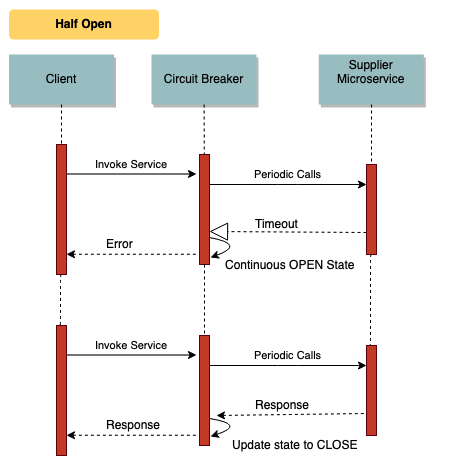 Half Open
Client
Circuit Breaker
Supplier
Microservice
Invoke Service
Periodic Calls
Timeout
Error
Continuous OPEN State
Invoke Service
Periodic Calls
Response
Response
Update state to CLOSE